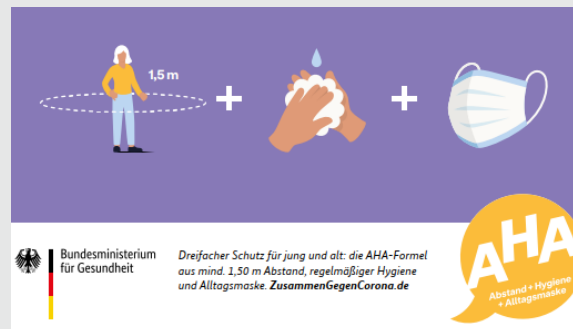 1,5 m
Bundesministerium
für Gesundheit
Dreifacher Schutz für jung und alt: die AHA-Formel
aus mind. 1,50 m Abstand, regelmäßiger Hygiene
und Alltagsmaske. ZusammenGegenCorona.de
AHA
Abstand + Hygiene
+ Alltagsmaske